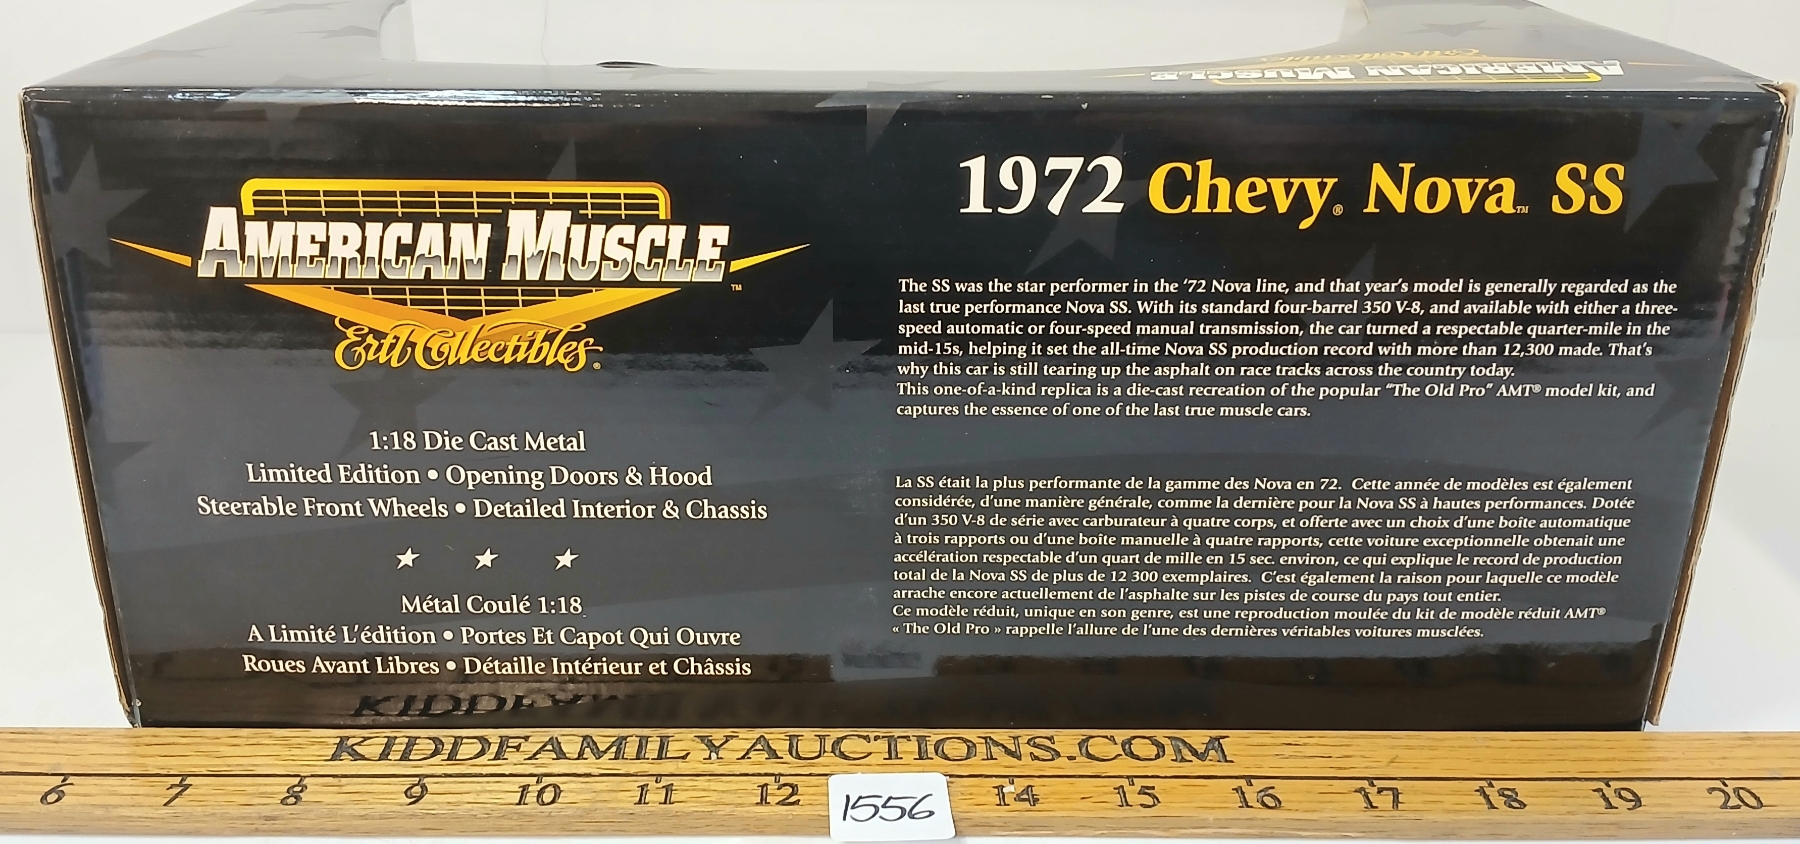 AMERICAN MUSCLE
Ertl Collectibles®
AMERICAN MUSCLE™
Ertl Collectibles®
1:18 Die Cast Metal
Limited Edition • Opening Doors & Hood
Steerable Front Wheels • Detailed Interior & Chassis
★ ★ ★
Métal Coulé 1:18
A Limité L'édition • Portes Et Capot Qui Ouvre
Roues Avant Libres • Détaille Intérieur et Châssis
1972 Chevy® Nova™ SS
The SS was the star performer in the '72 Nova line, and that year's model is generally regarded as the
last true performance Nova SS. With its standard four-barrel 350 V-8, and available with either a three-
speed automatic or four-speed manual transmission, the car turned a respectable quarter-mile in the
mid-15s, helping it set the all-time Nova SS production record with more than 12,300 made. That's
why this car is still tearing up the asphalt on race tracks across the country today.
This one-of-a-kind replica is a die-cast recreation of the popular "The Old Pro" AMT® model kit, and
captures the essence of one of the last true muscle cars.
La SS était la plus performante de la gamme des Nova en 72. Cette année de modèles est également
considérée, d'une manière générale, comme la dernière pour la Nova SS à hautes performances. Dotée
d'un 350 V-8 de série avec carburateur à quatre corps, et offerte avec un choix d'une boîte automatique
à trois rapports ou d'une boîte manuelle à quatre rapports, cette voiture exceptionnelle obtenait une
accélération respectable d'un quart de mille en 15 sec. environ, ce qui explique le record de production
total de la Nova SS de plus de 12 300 exemplaires. C'est également la raison pour laquelle ce modèle
arrache encore actuellement de l'asphalte sur les pistes de course du pays tout entier.
Ce modèle réduit, unique en son genre, est une reproduction moulée du kit de modèle réduit AMT®
« The Old Pro » rappelle l'allure de l'une des dernières véritables voitures musclées.
KIDDFAMILYAUCTIONS.COM
6 7 8 9 10 11 12 14 15 16 17 18 19 20
1556